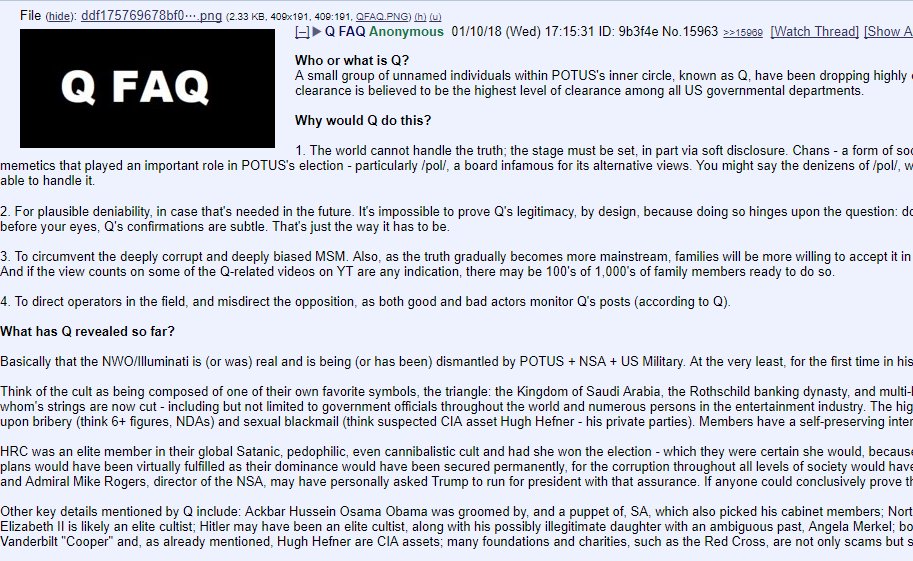 File (hide): ddf175769678bf0···.png (2.33 KB, 409x191, 409:191, QFAQ.PNG) (h) (u)
Q FAQ
[–] ▶ Q FAQ Anonymous 01/10/18 (Wed) 17:15:31 ID: 9b3f4e No.15963 >>15969 [Watch Thread] [Show A
Who or what is Q?
A small group of unnamed individuals within POTUS's inner circle, known as Q, have been dropping highly
clearance is believed to be the highest level of clearance among all US governmental departments.
Why would Q do this?
1. The world cannot handle the truth; the stage must be set, in part via soft disclosure. Chans - a form of soc
memetics that played an important role in POTUS's election - particularly /pol/, a board infamous for its alternative views. You might say the denizens of /pol/, w
able to handle it.
2. For plausible deniability, in case that's needed in the future. It's impossible to prove Q's legitimacy, by design, because doing so hinges upon the question: do
before your eyes, Q's confirmations are subtle. That's just the way it has to be.
3. To circumvent the deeply corrupt and deeply biased MSM. Also, as the truth gradually becomes more mainstream, families will be more willing to accept it in
And if the view counts on some of the Q-related videos on YT are any indication, there may be 100's of 1,000's of family members ready to do so.
4. To direct operators in the field, and misdirect the opposition, as both good and bad actors monitor Q's posts (according to Q).
What has Q revealed so far?
Basically that the NWO/Illuminati is (or was) real and is being (or has been) dismantled by POTUS + NSA + US Military. At the very least, for the first time in his
Think of the cult as being composed of one of their own favorite symbols, the triangle: the Kingdom of Saudi Arabia, the Rothschild banking dynasty, and multi-
whom's strings are now cut - including but not limited to government officials throughout the world and numerous persons in the entertainment industry. The hig
upon bribery (think 6+ figures, NDAs) and sexual blackmail (think suspected CIA asset Hugh Hefner - his private parties). Members have a self-preserving inter
HRC was an elite member in their global Satanic, pedophilic, even cannibalistic cult and had she won the election - which they were certain she would, becaus
plans would have been virtually fulfilled as their dominance would have been secured permanently, for the corruption throughout all levels of society would have
and Admiral Mike Rogers, director of the NSA, may have personally asked Trump to run for president with that assurance. If anyone could conclusively prove th
Other key details mentioned by Q include: Ackbar Hussein Osama Obama was groomed by, and a puppet of, SA, which also picked his cabinet members; Nort
Elizabeth II is likely an elite cultist; Hitler may have been an elite cultist, along with his possibly illegitimate daughter with an ambiguous past, Angela Merkel; bo
Vanderbilt "Cooper" and, as already mentioned, Hugh Hefner are CIA assets; many foundations and charities, such as the Red Cross, are not only scams but s